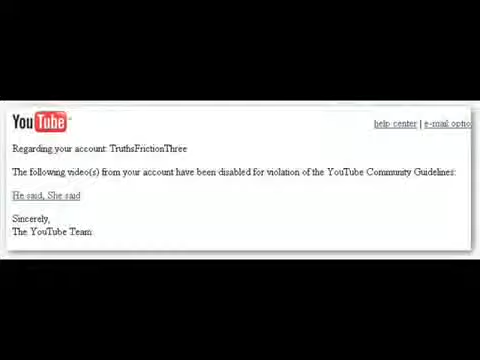 YouTube
help center | e-mail optio
Regarding your account: TruthsFrictionThree
The following video(s) from your account have been disabled for violation of the YouTube Community Guidelines:
He said, She said
Sincerely,
The YouTube Team